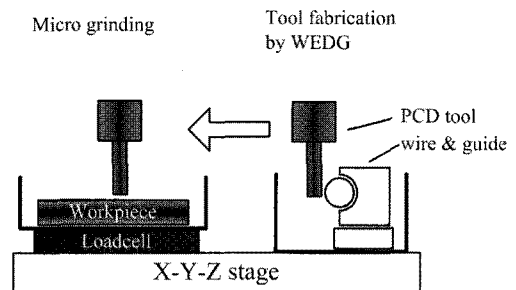 Micro grinding
Tool fabrication
by WEDG
PCD tool
wire & guide
Workpiece
Loadcell
X-Y-Z stage